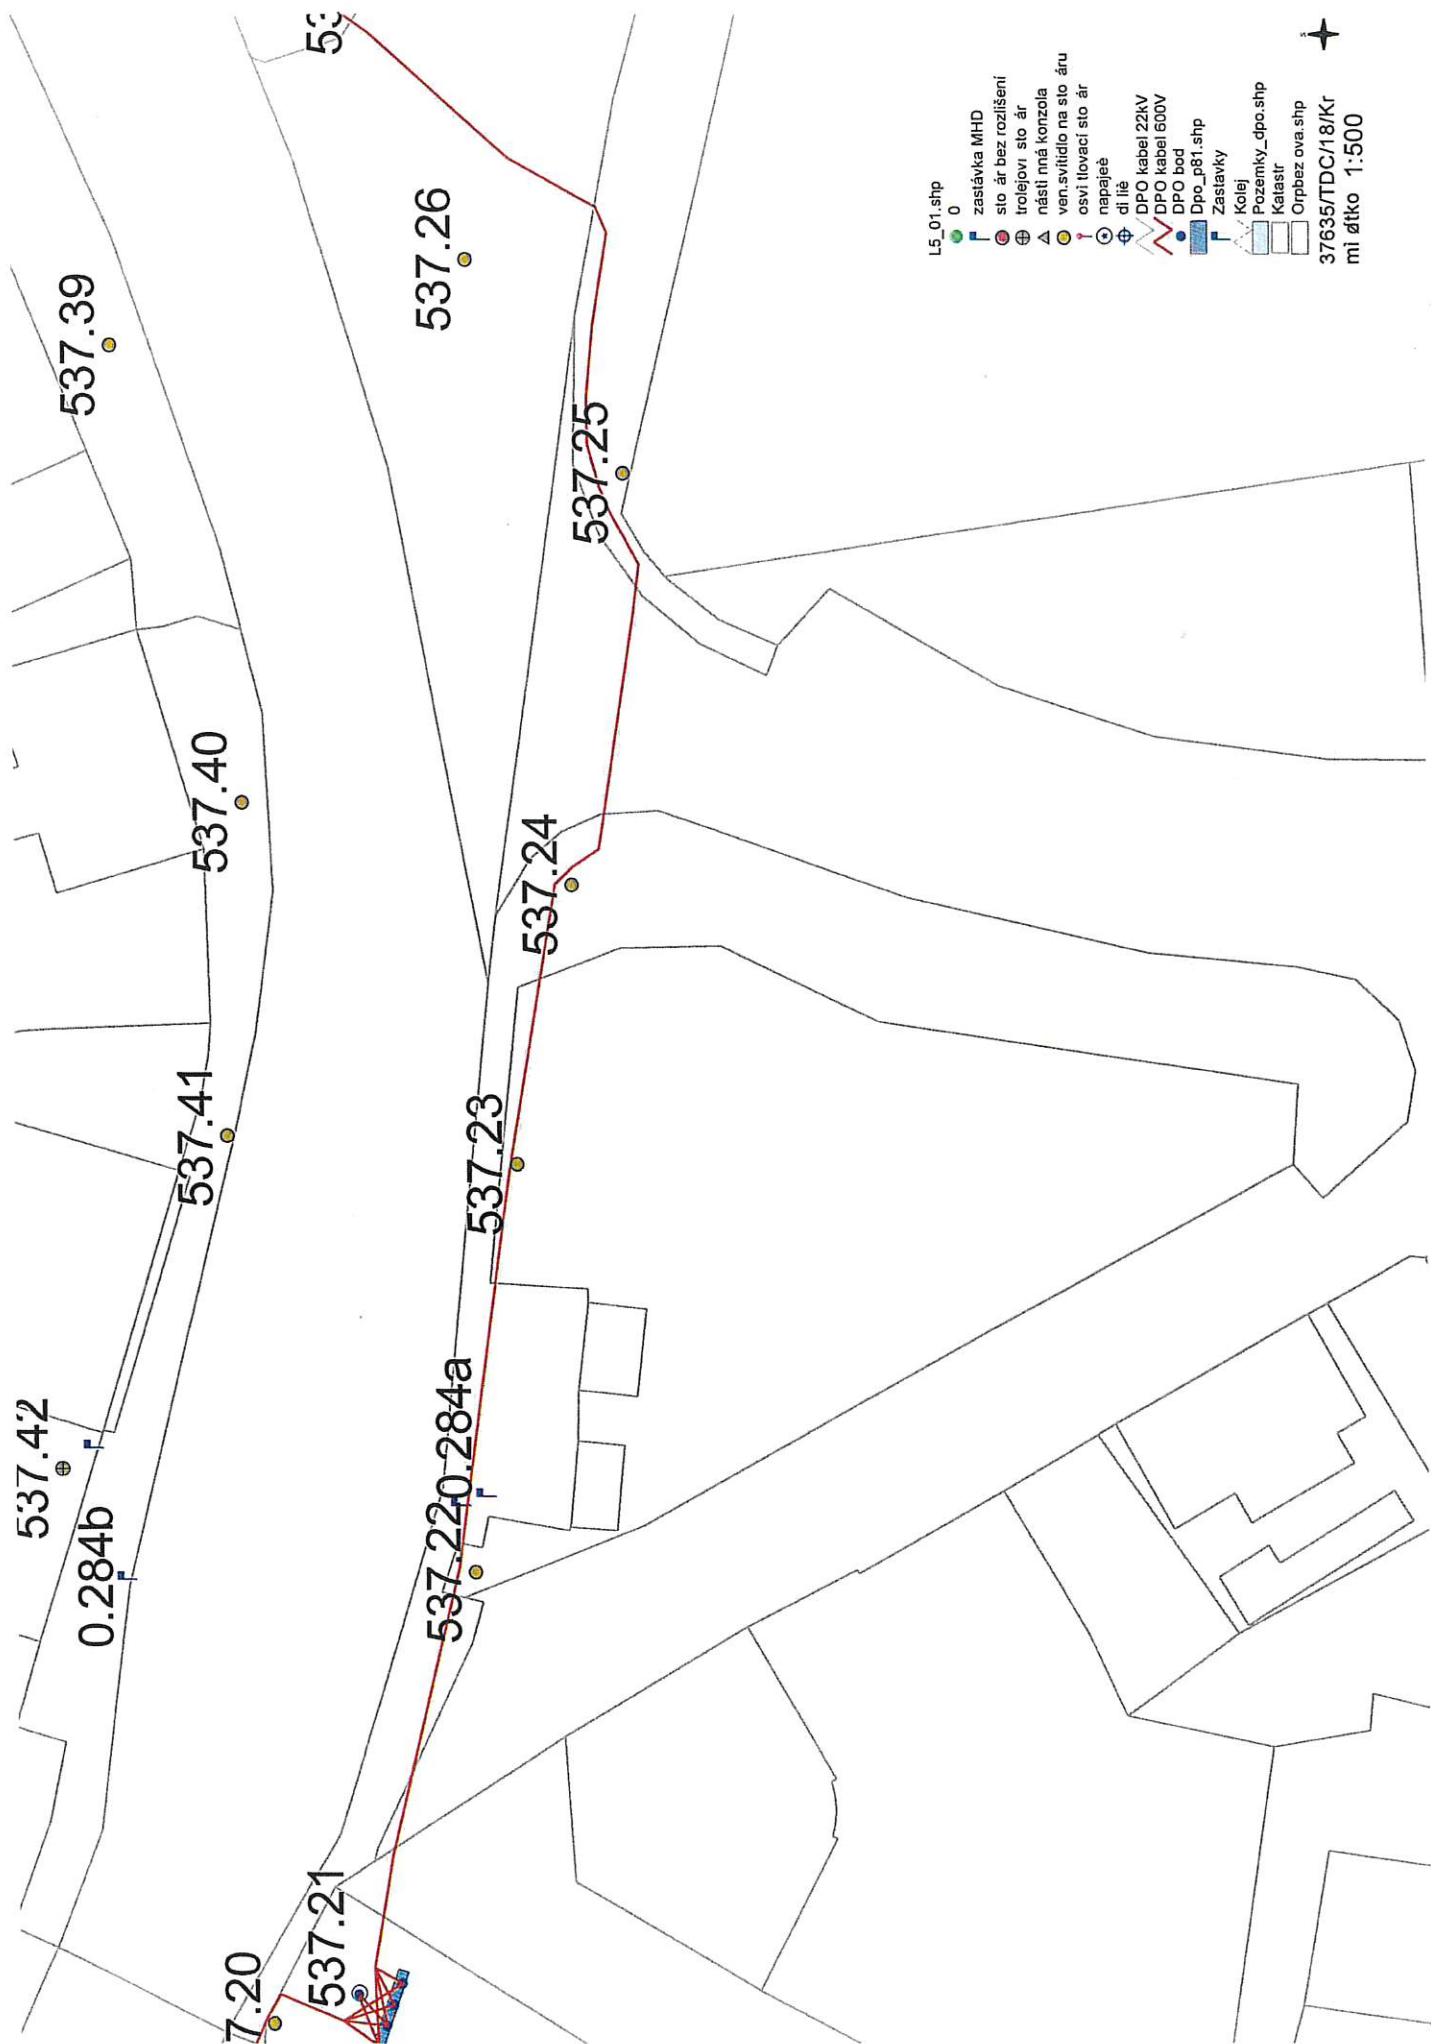 537.42
0.284b
537.41
537.40
537.39
7.20
537.21
537.22
0.284a
537.23
537.24
537.25
537.26
53
L5_01.shp
0
zastávka MHD
sto ár bez rozlišení
trolejovı sto ár
násti nná konzola
ven.svítidlo na sto áru
osvì tlovací sto ár
napajeè
di liè
DPO kabel 22kV
DPO kabel 600V
DPO bod
Dpo_p81.shp
Zastavky
Kolej
Pozemky_dpo.shp
Katastr
Orpbez ova.shp
37635/TDC/18/Kr
mì øítko 1:500
s